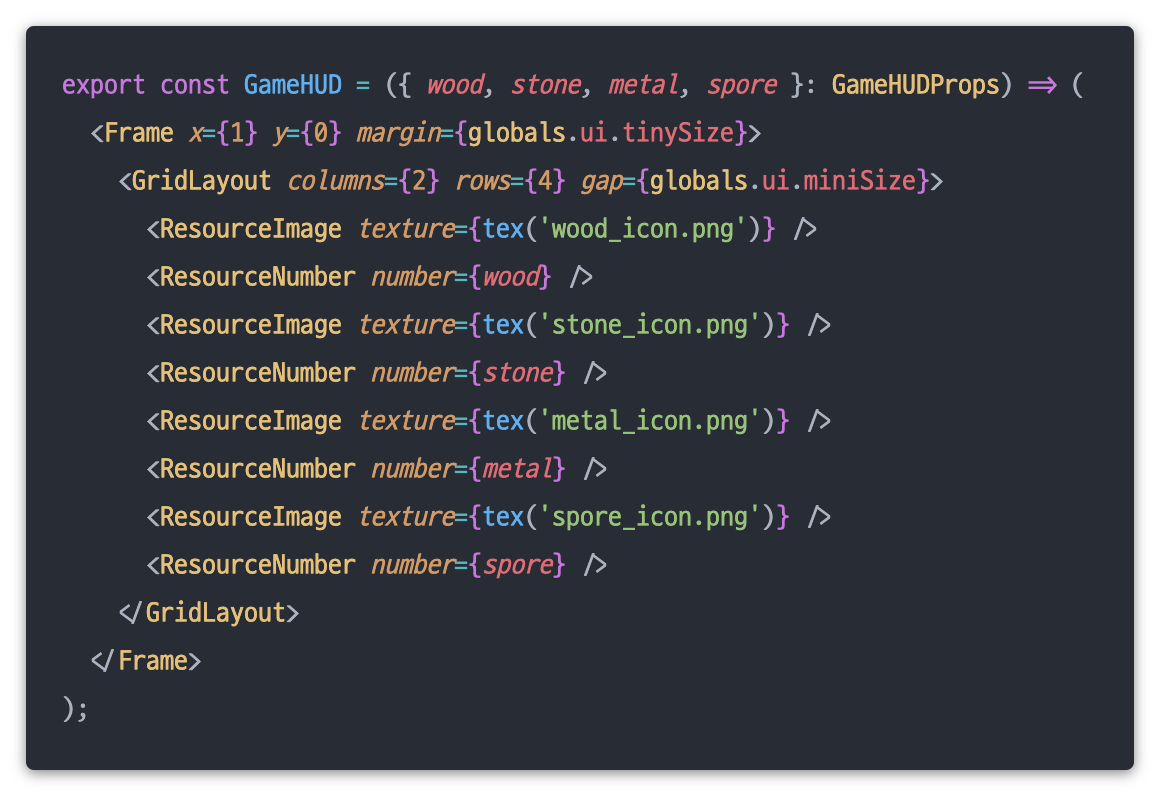 export const GameHUD = ({ wood, stone, metal, spore }: GameHUDProps) => (
  <Frame x={1} y={0} margin={globals.ui.tinySize}>
    <GridLayout columns={2} rows={4} gap={globals.ui.miniSize}>
      <ResourceImage texture={tex('wood_icon.png')} />
      <ResourceNumber number={wood} />
      <ResourceImage texture={tex('stone_icon.png')} />
      <ResourceNumber number={stone} />
      <ResourceImage texture={tex('metal_icon.png')} />
      <ResourceNumber number={metal} />
      <ResourceImage texture={tex('spore_icon.png')} />
      <ResourceNumber number={spore} />
    </GridLayout>
  </Frame>
);